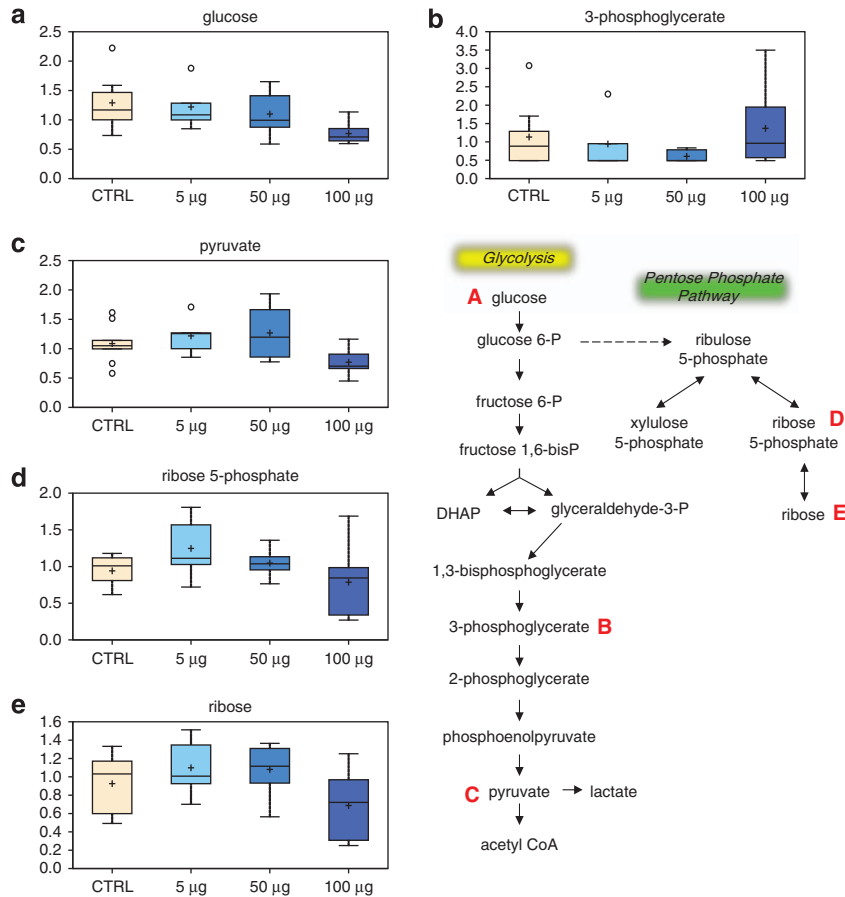 a
glucose
2.5
2.0
1.5
1.0
0.5
0.0
CTRL 5 µg 50 µg 100 µg
b
3-phosphoglycerate
4.0
3.5
3.0
2.5
2.0
1.5
1.0
0.5
0.0
CTRL 5 µg 50 µg 100 µg
c
pyruvate
2.5
2.0
1.5
1.0
0.5
0.0
CTRL 5 µg 50 µg 100 µg
d
ribose 5-phosphate
2.0
1.5
1.0
0.5
0.0
CTRL 5 µg 50 µg 100 µg
e
ribose
1.6
1.4
1.2
1.0
0.8
0.6
0.4
0.2
0.0
CTRL 5 µg 50 µg 100 µg
Glycolysis
Pentose Phosphate
Pathway
A glucose
glucose 6-P
ribulose
5-phosphate
fructose 6-P
xylulose
5-phosphate
ribose D
5-phosphate
fructose 1,6-bisP
DHAP
glyceraldehyde-3-P
ribose E
1,3-bisphosphoglycerate
3-phosphoglycerate B
2-phosphoglycerate
phosphoenolpyruvate
C pyruvate lactate
acetyl CoA